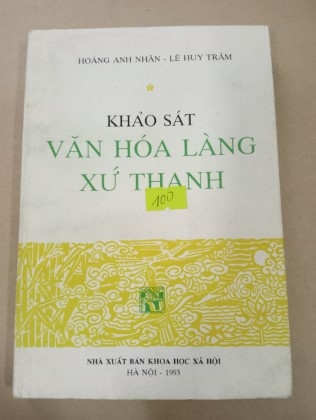 HOÀNG ANH NHÂN - LÊ HUY TRÂM
*
KHẢO SÁT
VĂN HÓA LÀNG
XỨ THANH
100
NHÀ XUẤT BẢN KHOA HỌC XÃ HỘI
HÀ NỘI - 1993